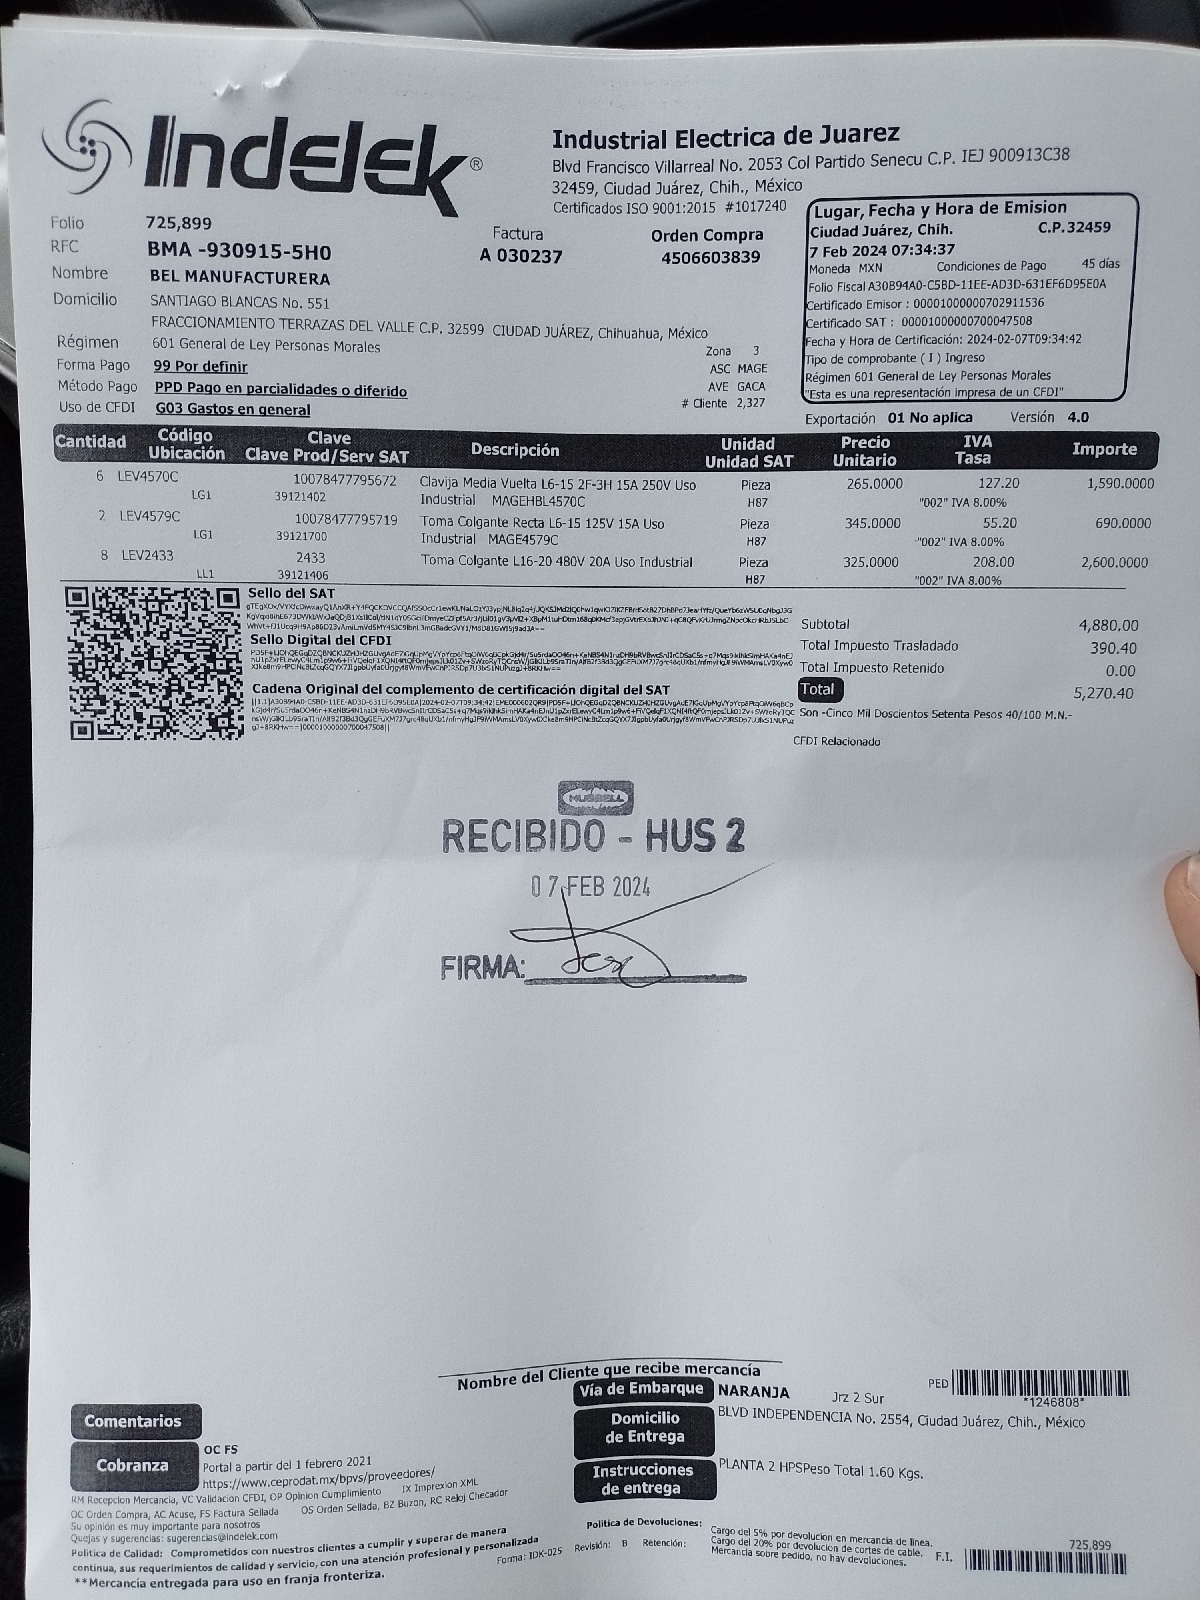 Indelek®
Industrial Electrica de Juarez
Blvd Francisco Villarreal No. 2053 Col Partido Senecu C.P. IEJ 900913C38
32459, Ciudad Juárez, Chih., México
Certificados ISO 9001:2015 #1017240
Folio 725,899
RFC BMA -930915-5H0
Nombre BEL MANUFACTURERA
Domicilio SANTIAGO BLANCAS No. 551
FRACCIONAMIENTO TERRAZAS DEL VALLE C.P. 32599 CIUDAD JUÁREZ, Chihuahua, México
Régimen 601 General de Ley Personas Morales
Forma Pago 99 Por definir
Método Pago PPD Pago en parcialidades o diferido
Uso de CFDI G03 Gastos en general
Factura
A 030237
Orden Compra
4506603839
Zona 3
ASC MAGE
AVE GACA
# Cliente 2,327
Lugar, Fecha y Hora de Emision
Ciudad Juárez, Chih. C.P.32459
7 Feb 2024 07:34:37
Moneda MXN Condiciones de Pago 45 días
Folio Fiscal A30B94A0-C5BD-11EE-AD3D-631EF6D95E0A
Certificado Emisor : 00001000000702911536
Certificado SAT : 00001000000700047508
Fecha y Hora de Certificación: 2024-02-07T09:34:42
Tipo de comprobante ( I ) Ingreso
Régimen 601 General de Ley Personas Morales
"Esta es una representación impresa de un CFDI"
Exportación 01 No aplica Versión 4.0
Cantidad Código Ubicación Clave Clave Prod/Serv SAT Descripción Unidad Unidad SAT Precio Unitario IVA Tasa Importe
6 LEV4570C 10078477795672 Clavija Media Vuelta L6-15 2F-3H 15A 250V Uso Pieza 265.0000 127.20 1,590.0000
LG1 39121402 Industrial MAGEHBL4570C H87 "002" IVA 8.00%
2 LEV4579C 10078477795719 Toma Colgante Recta L6-15 125V 15A Uso Pieza 345.0000 55.20 690.0000
LG1 39121700 Industrial MAGE4579C H87 "002" IVA 8.00%
8 LEV2433 2433 Toma Colgante L16-20 480V 20A Uso Industrial Pieza 325.0000 208.00 2,600.0000
LL1 39121406 H87 "002" IVA 8.00%
Sello del SAT
Sello Digital del CFDI
Cadena Original del complemento de certificación digital del SAT
Subtotal 4,880.00
Total Impuesto Trasladado 390.40
Total Impuesto Retenido 0.00
Total 5,270.40
Son -Cinco Mil Doscientos Setenta Pesos 40/100 M.N.-
CFDI Relacionado
HUBBELL
RECIBIDO - HUS 2
07 FEB 2024
FIRMA:
Nombre del Cliente que recibe mercancía
Vía de Embarque NARANJA Jrz 2 Sur
PED *1246808*
Domicilio de Entrega BLVD INDEPENDENCIA No. 2554, Ciudad Juárez, Chih., México
Instrucciones de entrega PLANTA 2 HPSPeso Total 1.60 Kgs.
Comentarios
Cobranza
OC FS
Portal a partir del 1 febrero 2021
https://www.ceprodat.mx/bpvs/proveedores/
RM Recepcion Mercancia, VC Validacion CFDI, OP Opinion Cumplimiento IX Imprexion XML
OC Orden Compra, AC Acuse, FS Factura Sellada OS Orden Sellada, BZ Buzon, RC Reloj Checador
Su opinión es muy importante para nosotros
Quejas y sugerencias: sugerencias@indelek.com
Politica de Calidad: Comprometidos con nuestros clientes a cumplir y superar de manera
continua, sus requerimientos de calidad y servicio, con una atención profesional y personalizada
**Mercancía entregada para uso en franja fronteriza.
Forma: IDK-025 Revisión: B Retención:
Politica de Devoluciones:
Cargo del 5% por devolucion en mercancia de linea.
Cargo del 20% por devolucion de cortes de cable.
Mercancia sobre pedido, no hay devoluciones.
F.I. 725,899